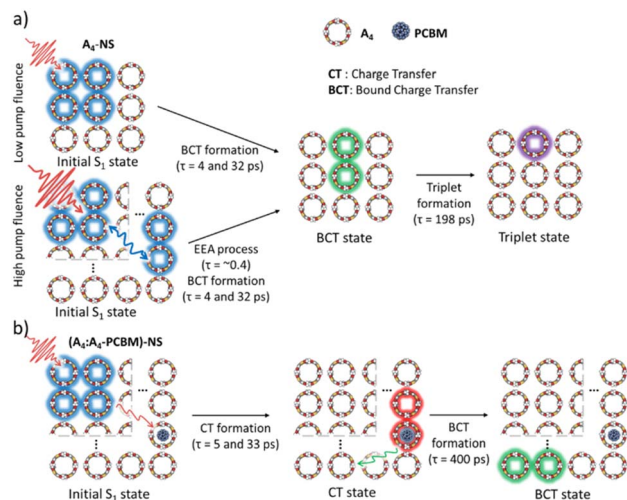 a)
A₄-NS
Low pump fluence
Initial S₁ state
A₄
PCBM
CT : Charge Transfer
BCT: Bound Charge Transfer
BCT formation
(τ = 4 and 32 ps)
High pump fluence
...
⋮
Initial S₁ state
EEA process
(τ = ~0.4)
BCT formation
(τ = 4 and 32 ps)
BCT state
Triplet
formation
(τ = 198 ps)
Triplet state
b)
(A₄:A₄-PCBM)-NS
...
⋮
Initial S₁ state
CT formation
(τ = 5 and 33 ps)
...
⋮
CT state
BCT
formation
(τ = 400 ps)
...
⋮
BCT state